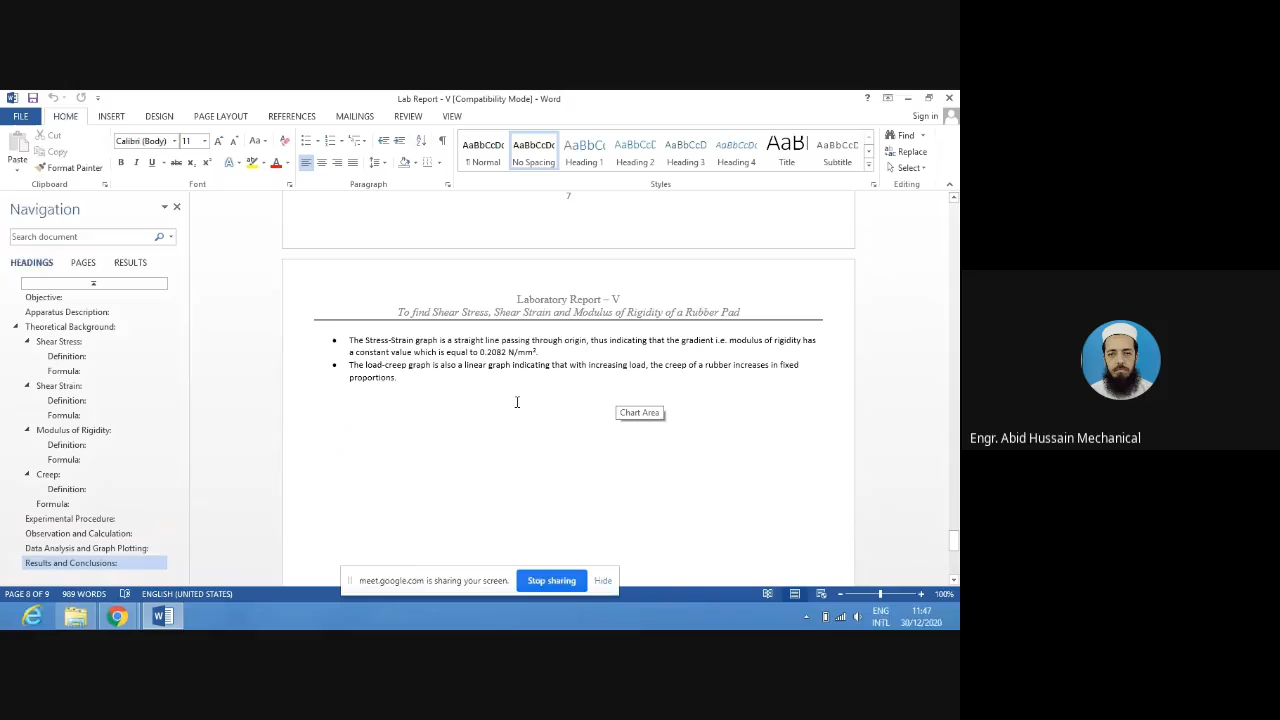 Lab Report - V [Compatibility Mode] - Word
?
Sign in
FILE HOME INSERT DESIGN PAGE LAYOUT REFERENCES MAILINGS REVIEW VIEW
Cut
Copy
Format Painter
Paste
Clipboard
Calibri (Body) 11
Font
Paragraph
AaBbCcDc AaBbCcDc AaBbCc AaBbCcDc AaBbCcD AaBbCcDc AaBl AaBbCcD
¶ Normal No Spacing Heading 1 Heading 2 Heading 3 Heading 4 Title Subtitle
Styles
Find
Replace
Select
Editing
Navigation
Search document
HEADINGS PAGES RESULTS
Objective:
Apparatus Description:
Theoretical Background:
Shear Stress:
Definition:
Formula:
Shear Strain:
Definition:
Formula:
Modulus of Rigidity:
Definition:
Formula:
Creep:
Definition:
Formula:
Experimental Procedure:
Observation and Calculation:
Data Analysis and Graph Plotting:
Results and Conclusions:
7
Laboratory Report – V
To find Shear Stress, Shear Strain and Modulus of Rigidity of a Rubber Pad
• The Stress-Strain graph is a straight line passing through origin, thus indicating that the gradient i.e. modulus of rigidity has
a constant value which is equal to 0.2082 N/mm².
• The load-creep graph is also a linear graph indicating that with increasing load, the creep of a rubber increases in fixed
proportions.
Chart Area
meet.google.com is sharing your screen. Stop sharing Hide
PAGE 8 OF 9 989 WORDS ENGLISH (UNITED STATES) 100%
ENG 11:47
INTL 30/12/2020
Engr. Abid Hussain Mechanical